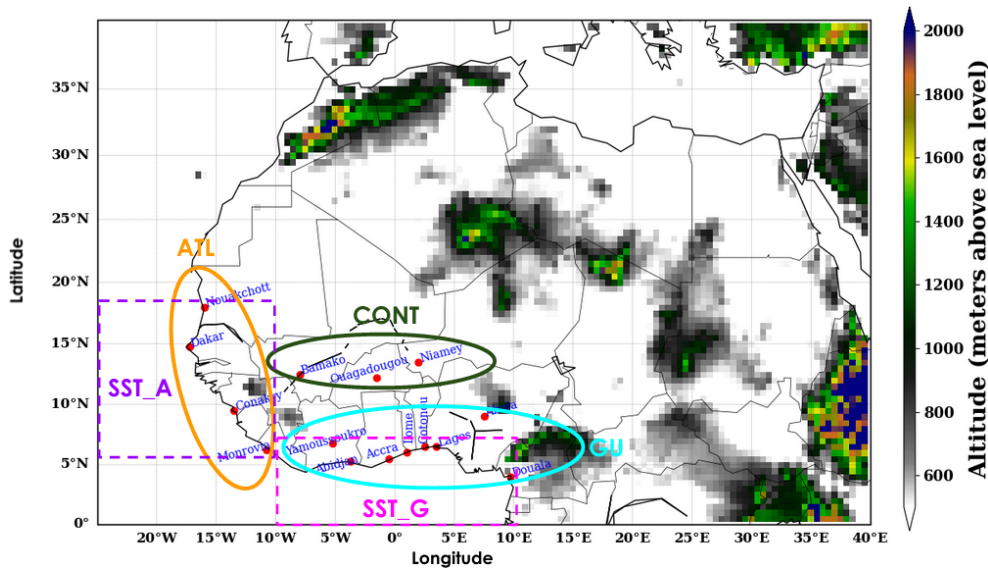 2000
1800
1600
1400
1200
1000
800
600
Altitude (meters above sea level)
35°N
30°N
25°N
20°N
15°N
10°N
5°N
0°
Latitude
ATL
Nouakchott
CONT
Dakar
Bamako
Ouagadougou
Niamey
SST_A
Conakry
Monrovia
Yamoussoukro
Abidjan
Accra
Lome
Cotonou
Lagos
GU
Douala
SST_G
20°W
15°W
10°W
5°W
0°
5°E
10°E
15°E
20°E
25°E
30°E
35°E
40°E
Longitude